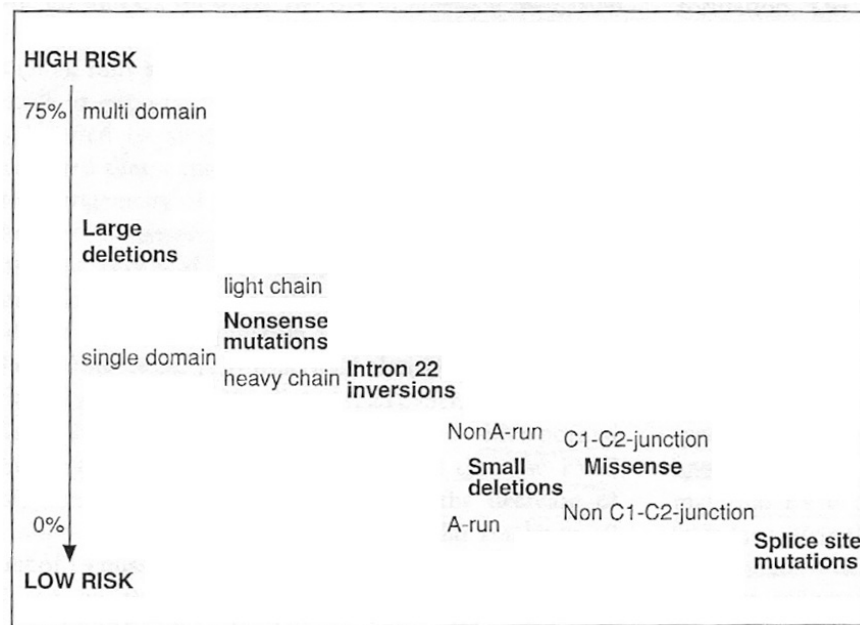 HIGH RISK
75% multi domain
Large
deletions
light chain
Nonsense
mutations
single domain
heavy chain
Intron 22
inversions
Non A-run
C1-C2-junction
Small
deletions
Missense
Non C1-C2-junction
A-run
0%
Splice site
mutations
LOW RISK